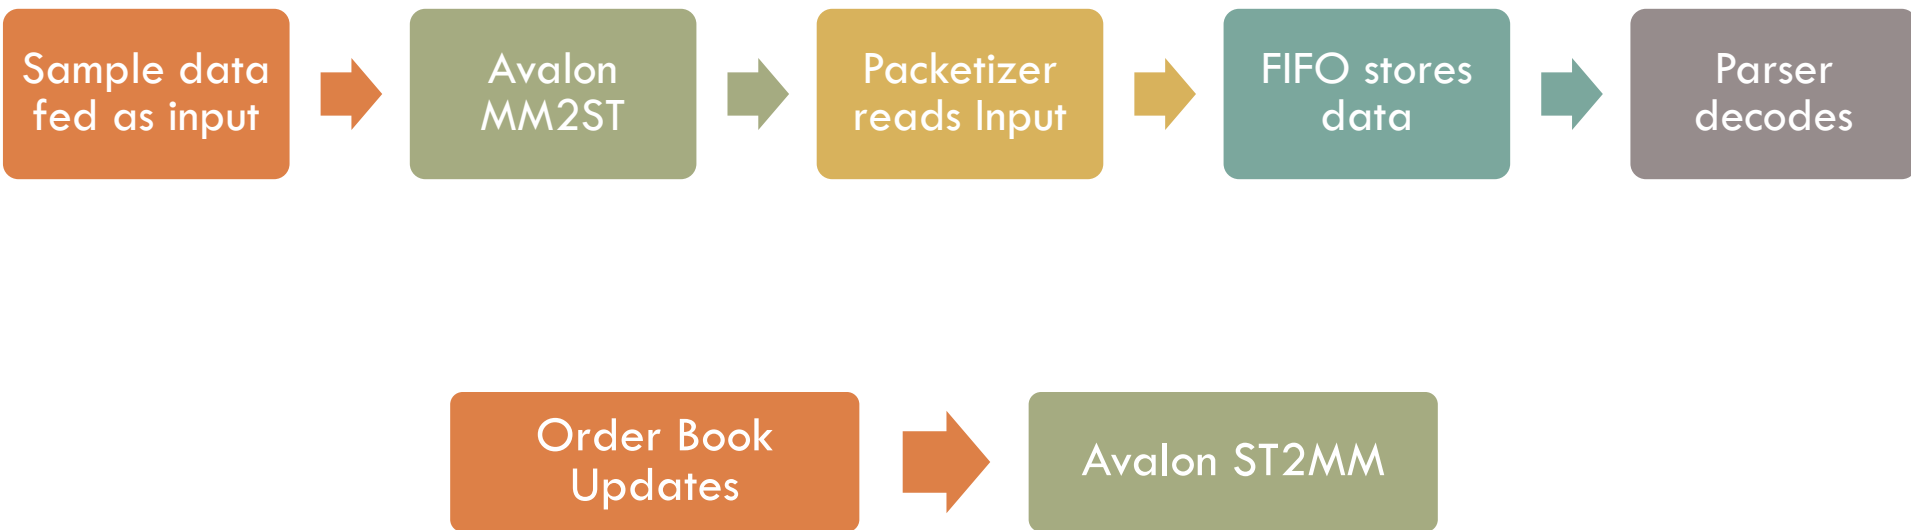 Sample data
fed as input
Avalon
MM2ST
Packetizer
reads Input
FIFO stores
data
Parser
decodes
Order Book
Updates
Avalon ST2MM